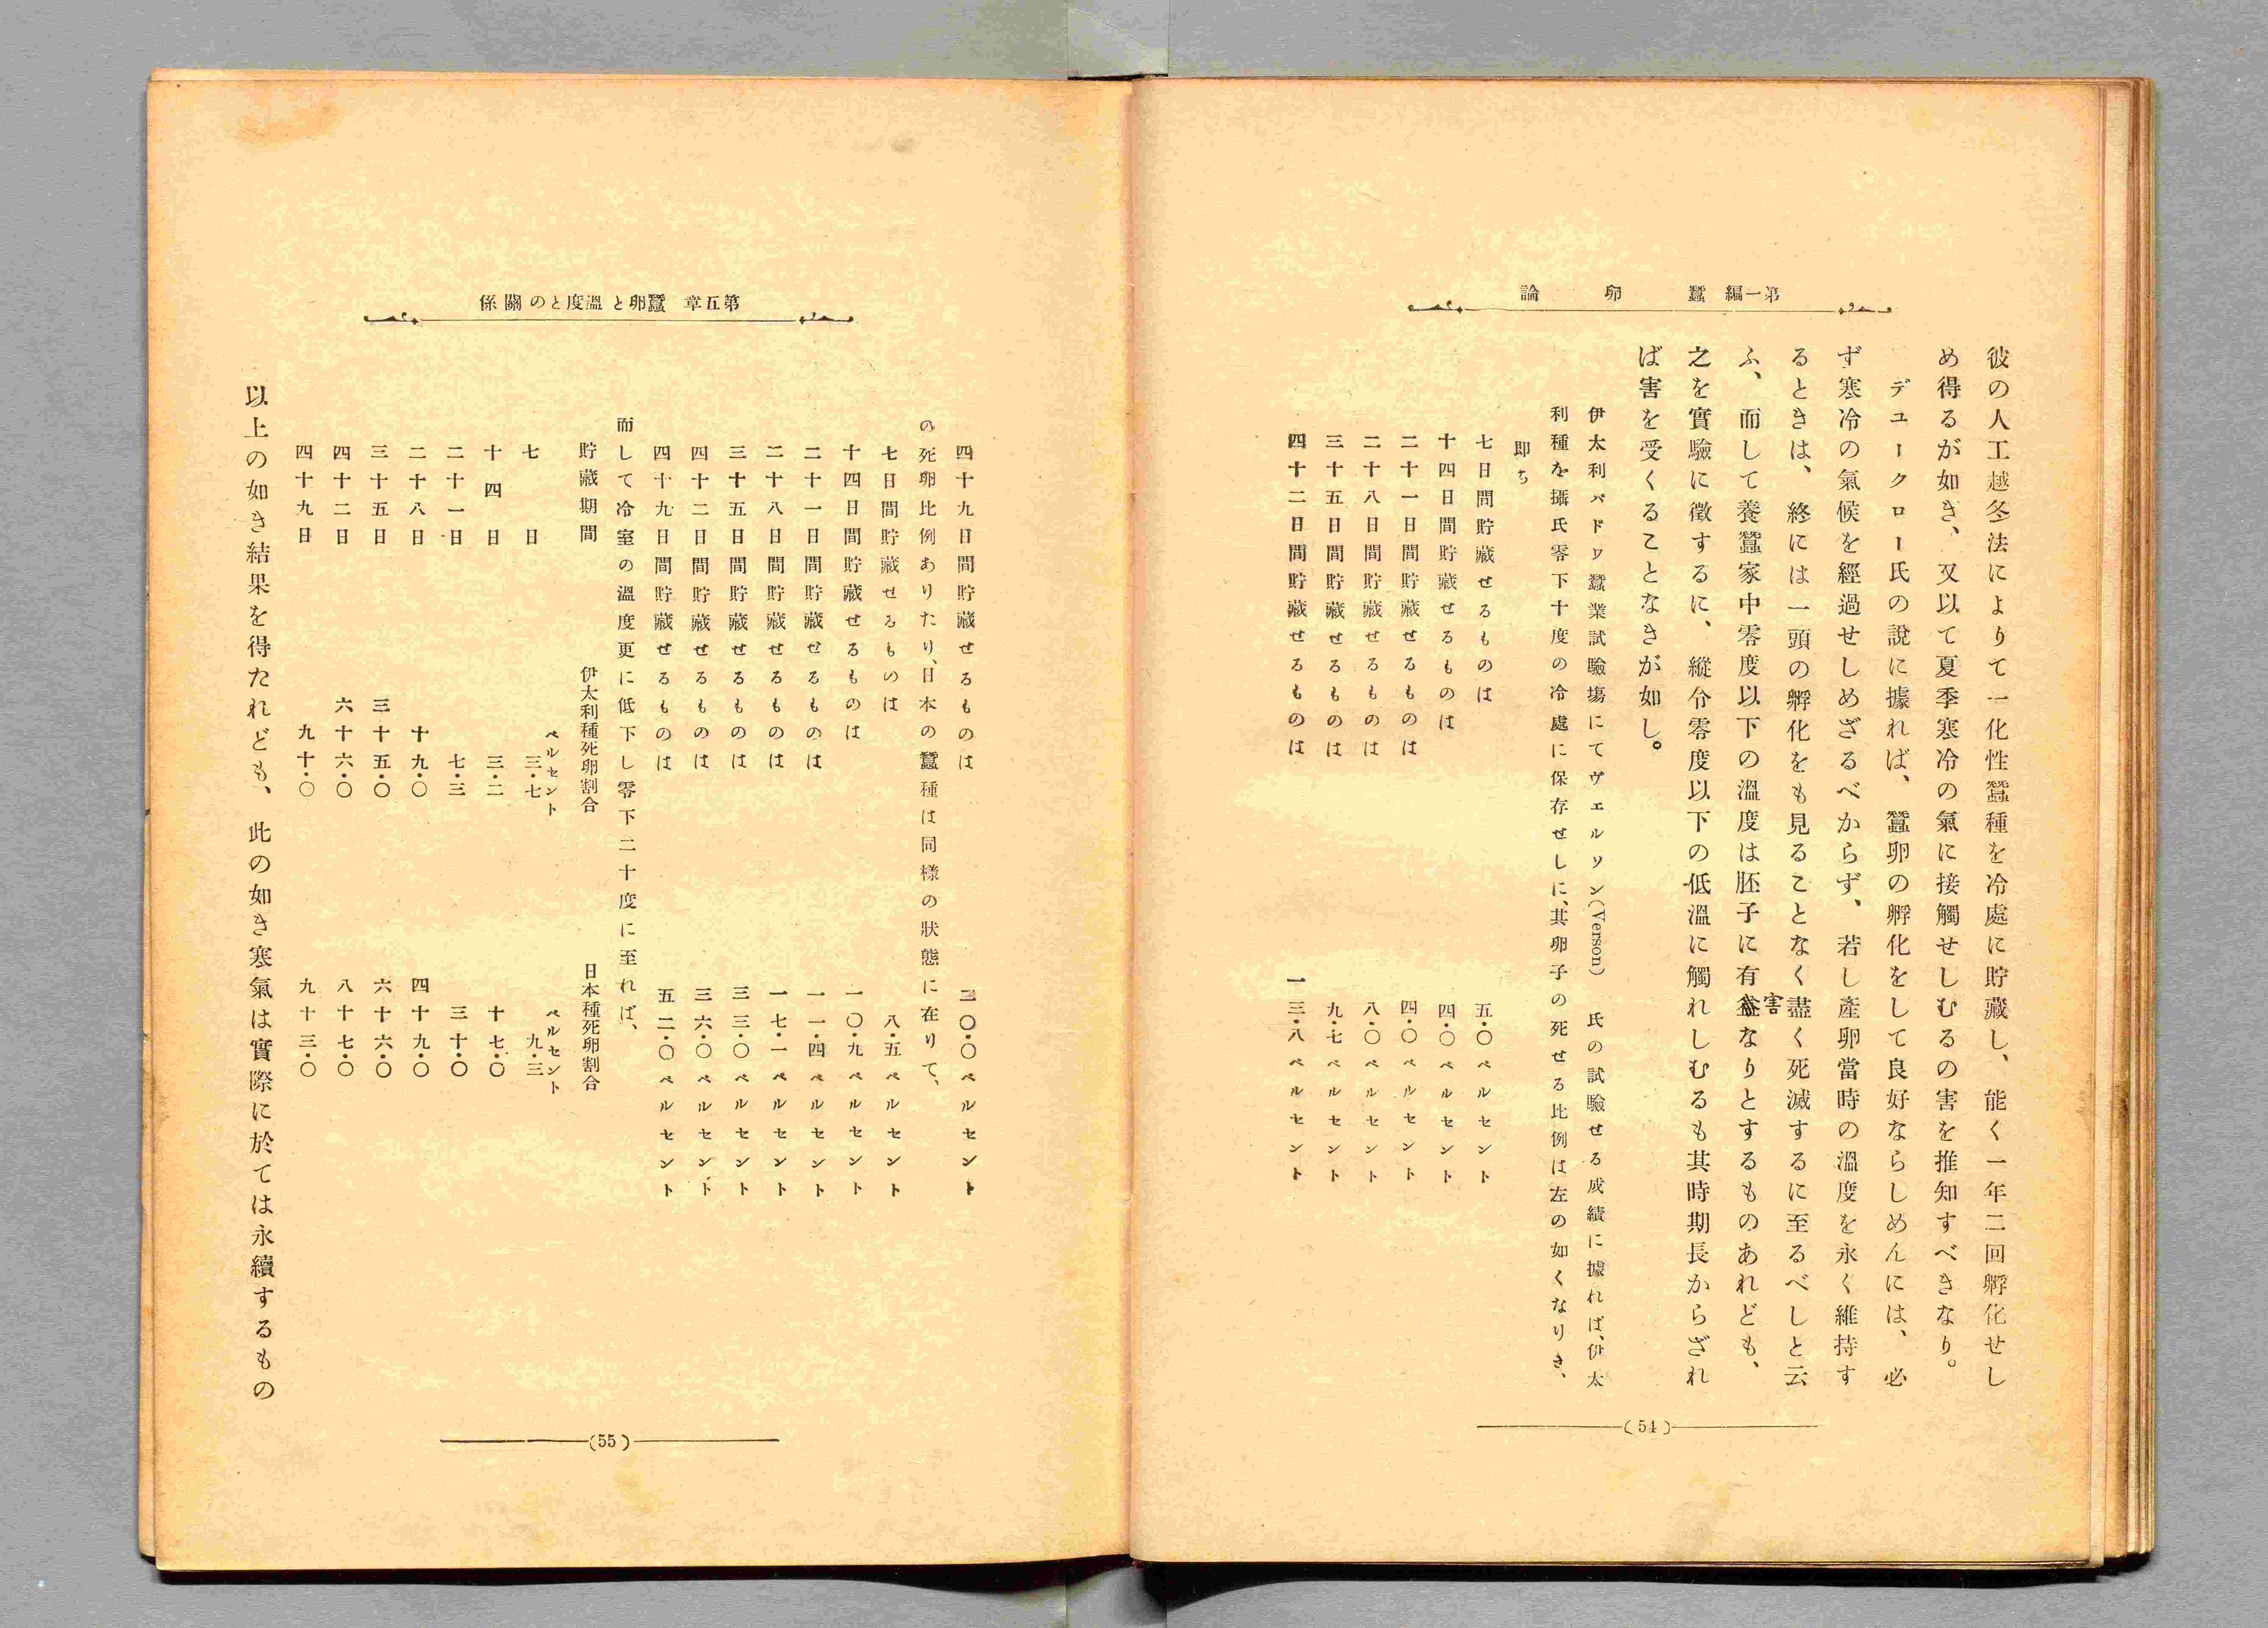 第一編　蠶卵論
彼の人工越冬法によりて一化性蠶種を冷處に貯藏し、能く一年二回孵化せし
め得るが如き、又以て夏季寒冷の氣に接觸せしむるの害を推知すべきなり。
デュークロー氏の說に據れば、蠶卵の孵化をして良好ならしめんには、必
ず寒冷の氣候を經過せしめざるべからず、若し產卵當時の溫度を永く維持す
るときは、終には一頭の孵化をも見ることなく盡く死滅するに至るべしと云
ふ、而して養蠶家中零度以下の溫度は胚子に有益なりとするものあれども、
害
之を實驗に徵するに、縱令零度以下の低溫に觸れしむるも其時期長からざれ
ば害を受くることなきが如し。
伊太利パドワ蠶業試驗塲にてヴェルソン(Verson)氏の試驗せる成績に據れば、伊太
利種を攝氏零下十度の冷處に保存せしに、其卵子の死せる比例は左の如くなりき、
卽ち
七日間貯藏せるものは　五・〇ペルセント
十四日間貯藏せるものは　四・〇ペルセント
二十一日間貯藏せるものは　四・〇ペルセント
二十八日間貯藏せるものは　八・〇ペルセント
三十五日間貯藏せるものは　九・七ペルセント
四十二日間貯藏せるものは　一三・八ペルセント
(54)
第五章　蠶卵と溫度との關係
四十九日間貯藏せるものは　二〇・〇ペルセント
の死卵比例ありたり、日本の蠶種は同樣の狀態に在りて、
七日間貯藏せるものは　八・五ペルセント
十四日間貯藏せるものは　一〇・九ペルセント
二十一日間貯藏せるものは　一一・四ペルセント
二十八日間貯藏せるものは　一七・一ペルセント
三十五日間貯藏せるものは　三三・〇ペルセント
四十二日間貯藏せるものは　三六・〇ペルセント
四十九日間貯藏せるものは　五二・〇ペルセント
而して冷室の溫度更に低下し零下二十度に至れば、
貯藏期間　伊太利種死卵割合　日本種死卵割合
ペルセント　ペルセント
七日　三・七　九・三
十四日　三・二　十七・〇
二十一日　七・三　三十・〇
二十八日　十九・〇　四十九・〇
三十五日　三十五・〇　六十六・〇
四十二日　六十六・〇　八十七・〇
四十九日　九十・〇　九十三・〇
以上の如き結果を得たれども、此の如き寒氣は實際に於ては永續するもの
(55)